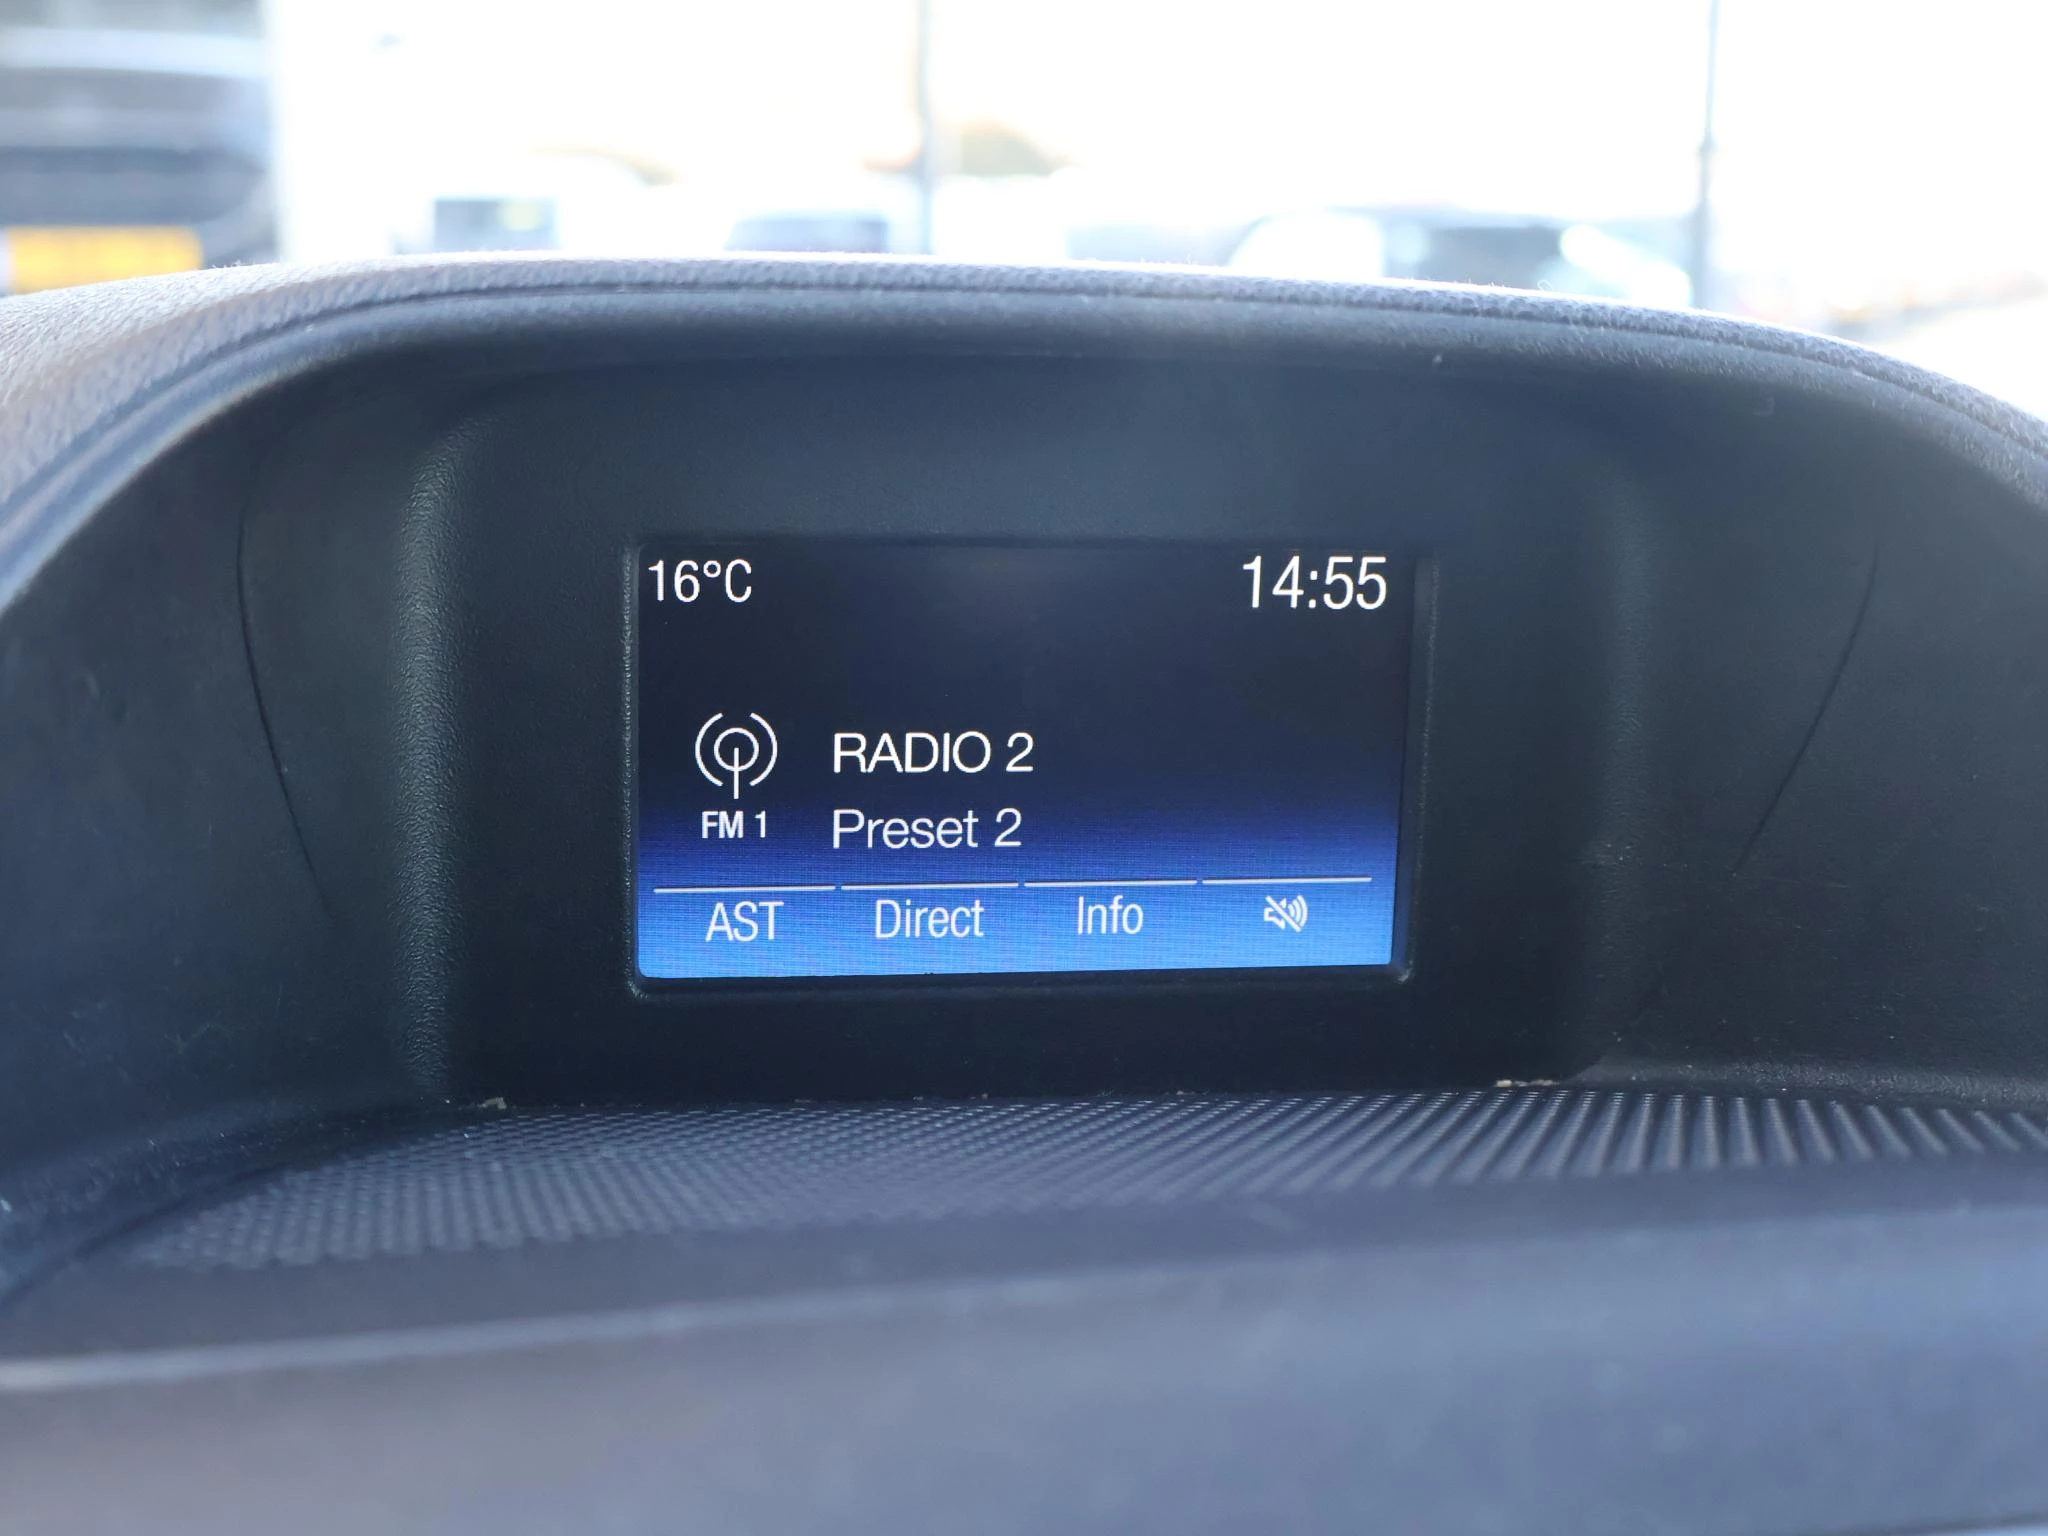 16°C 14:55
RADIO 2
FM 1 Preset 2
AST Direct Info